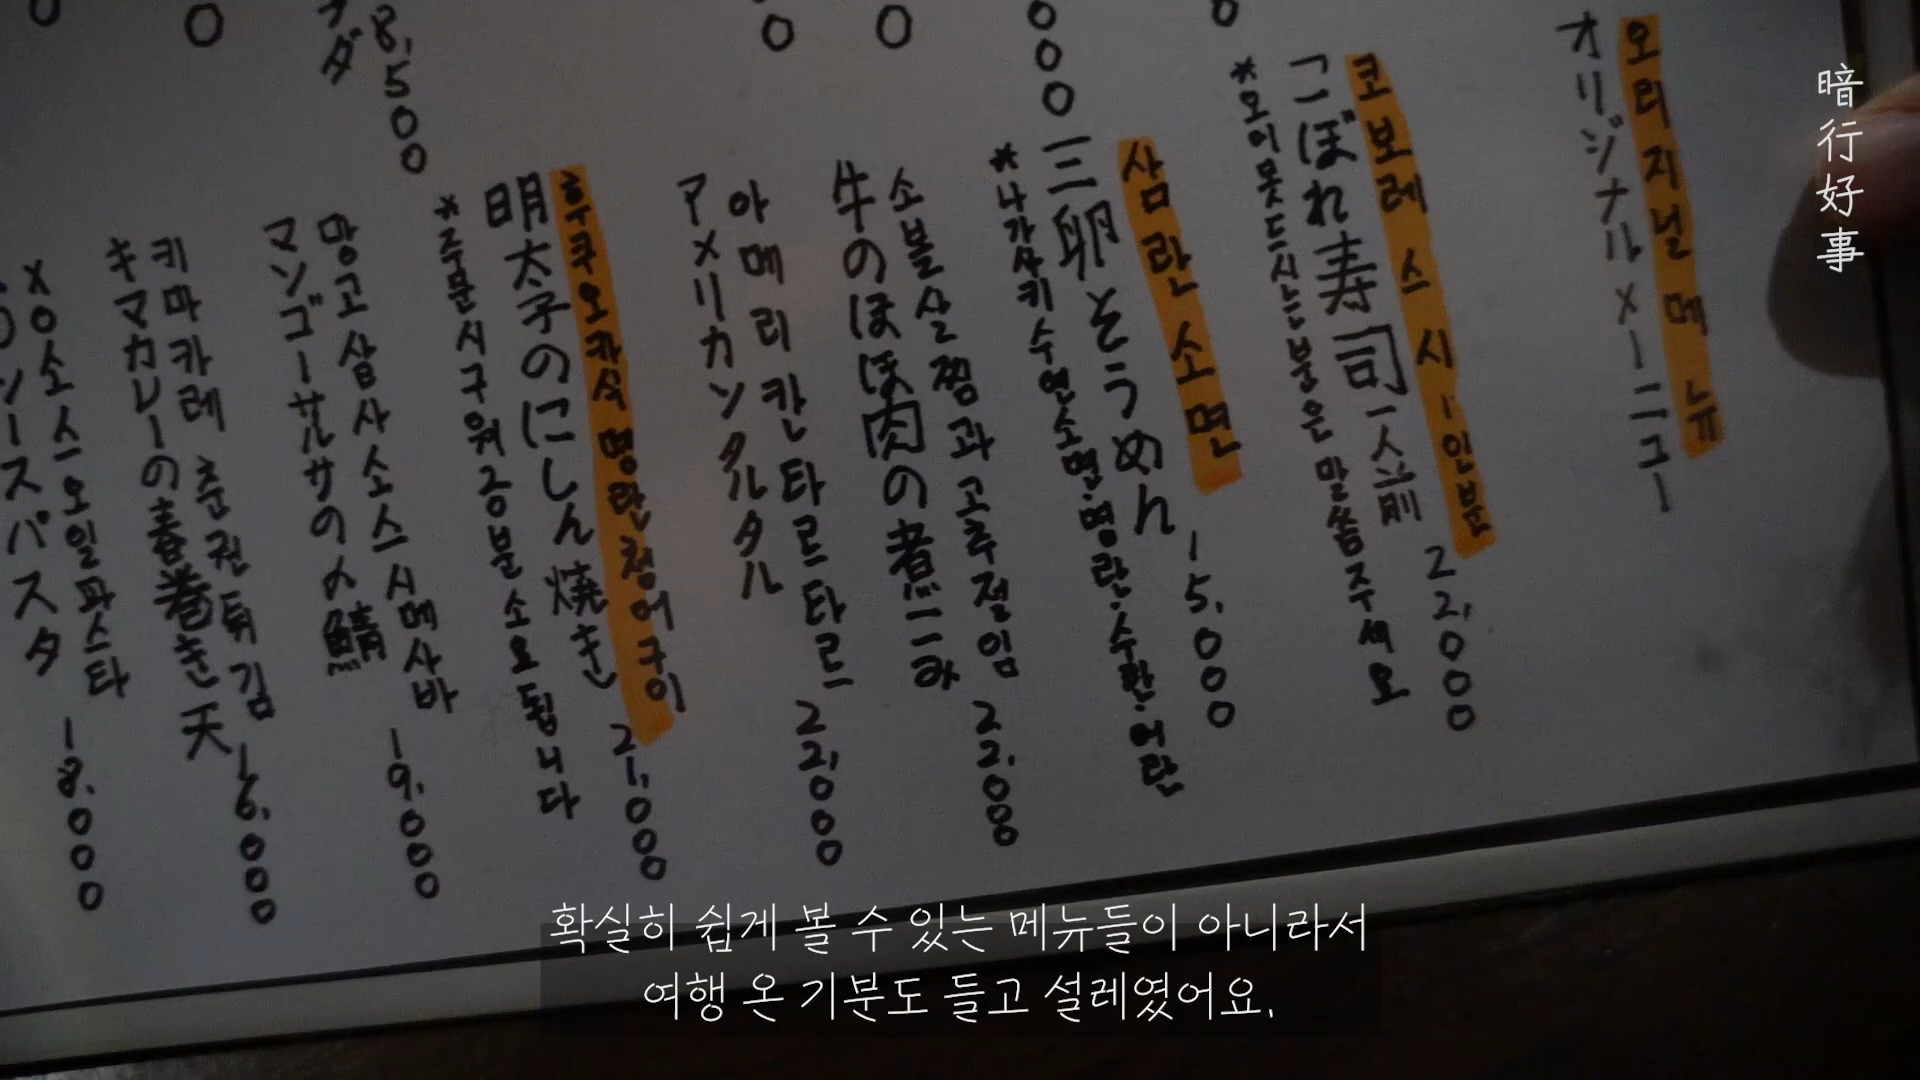 오리지널 메뉴
オリジナルメーニュー
코보레스시 1인분 22,000
こぼれ寿司 一人前
*오이 못드시는분은 말씀주세요
삼란소면 15,000
三卵そうめん
*나가사키 수연소면·명란·수란·어란
소볼살찜과 고추절임 22,000
牛のほほ肉の煮こみ
아메리칸타르타르 22,000
アメリカンタルタル
후쿠오카식 명란청어구이 21,000
明太子のにしん焼き
*주문시 구워 20분 소요됩니다
망고살사소스 시메사바 19,000
マンゴーサルサの〆鯖
키마카레 춘권튀김 16,000
キマカレーの春巻き天
XO소스오일파스타 18,000
XOソースパスタ
8,500
000
暗行好事
확실히 쉽게 볼 수 있는 메뉴들이 아니라서
여행 온 기분도 들고 설레였어요.